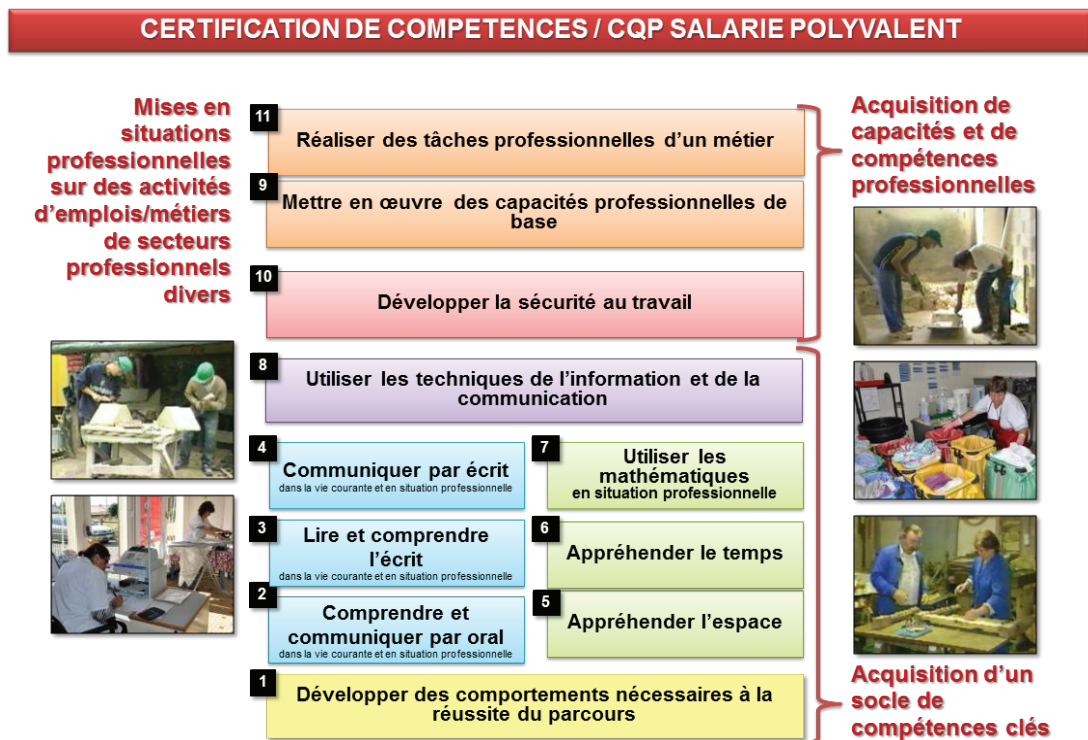 CERTIFICATION DE COMPETENCES / CQP SALARIE POLYVALENT
Mises en
situations
professionnelles
sur des activités
d'emplois/métiers
de secteurs
professionnels
divers
11
Réaliser des tâches professionnelles d'un métier
9
Mettre en œuvre des capacités professionnelles de
base
10
Développer la sécurité au travail
8
Utiliser les techniques de l'information et de la
communication
4
Communiquer par écrit
dans la vie courante et en situation professionnelle
7
Utiliser les
mathématiques
en situation professionnelle
3
Lire et comprendre
l'écrit
dans la vie courante et en situation professionnelle
6
Appréhender le temps
2
Comprendre et
communiquer par oral
dans la vie courante et en situation professionnelle
5
Appréhender l'espace
1
Développer des comportements nécessaires à la
réussite du parcours
Acquisition de
capacités et de
compétences
professionnelles
Acquisition d'un
socle de
compétences clés